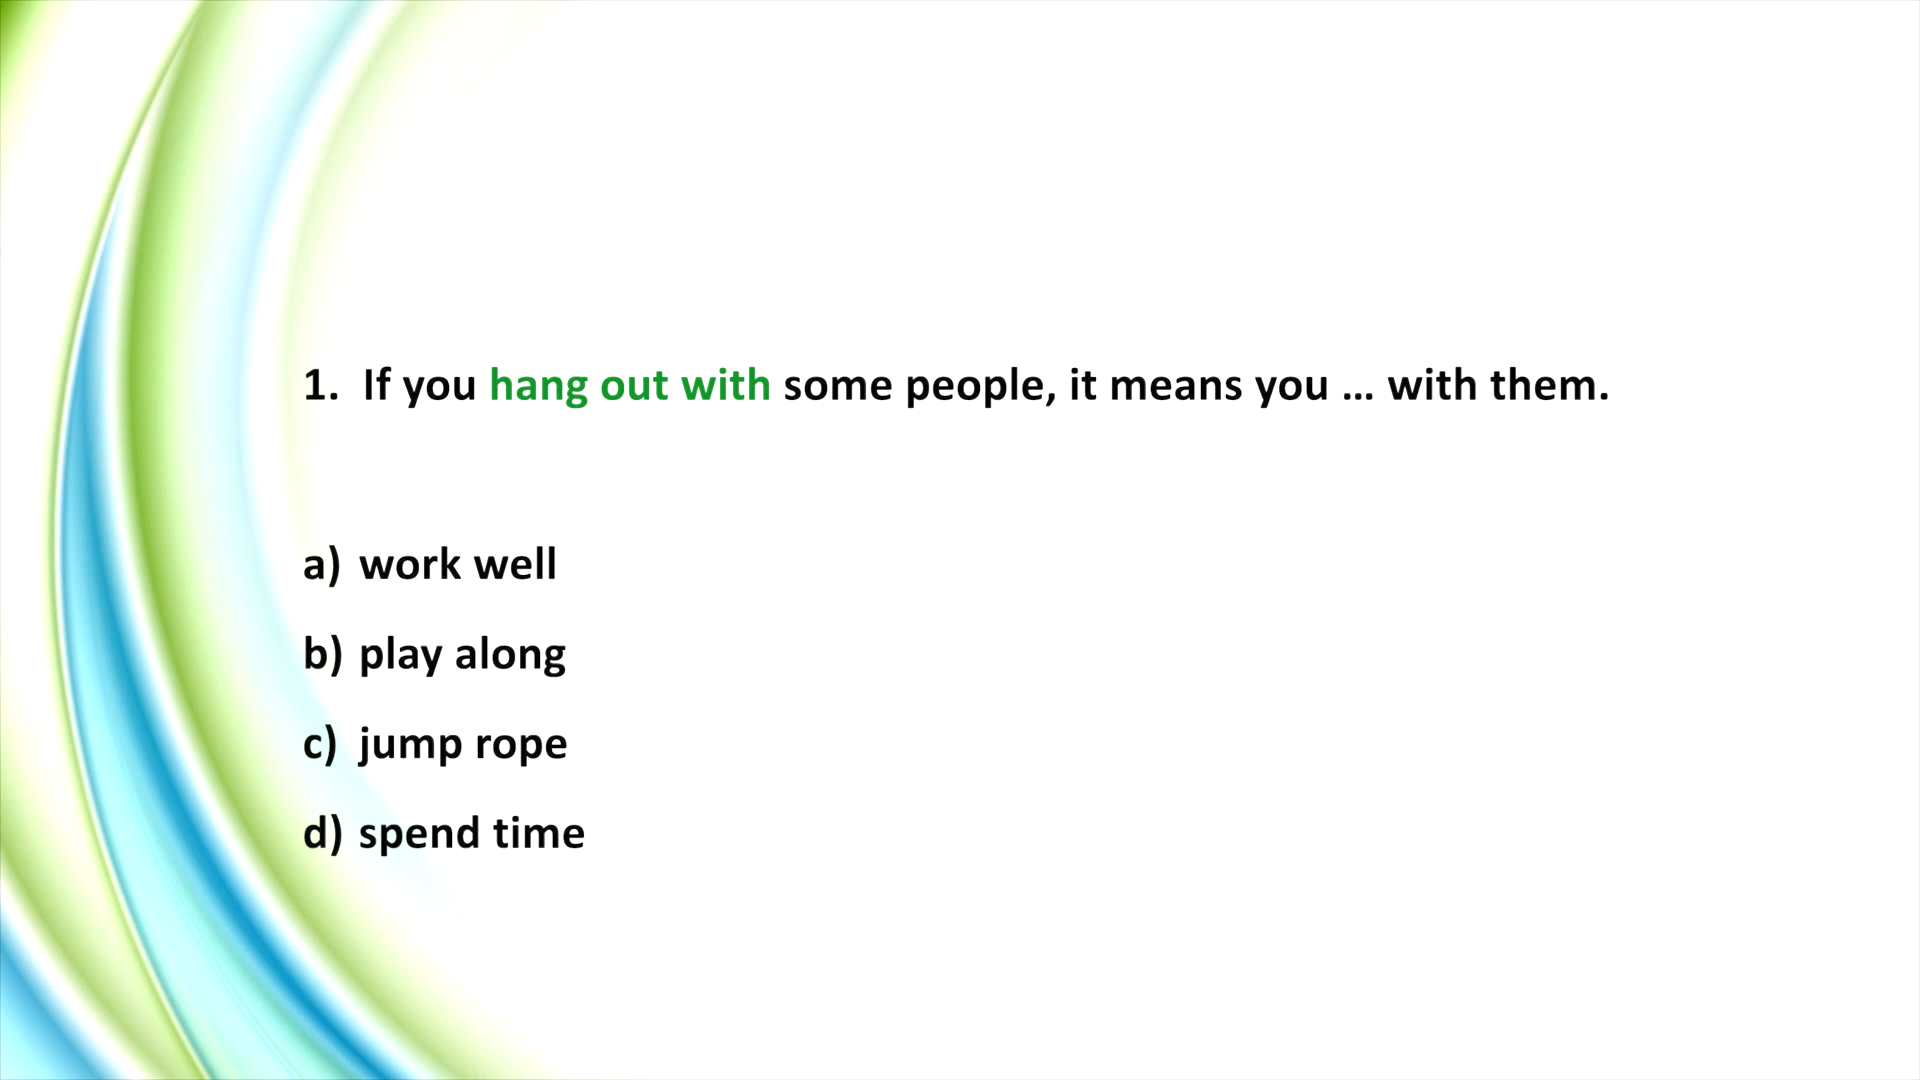 1. If you hang out with some people, it means you … with them.
a) work well
b) play along
c) jump rope
d) spend time